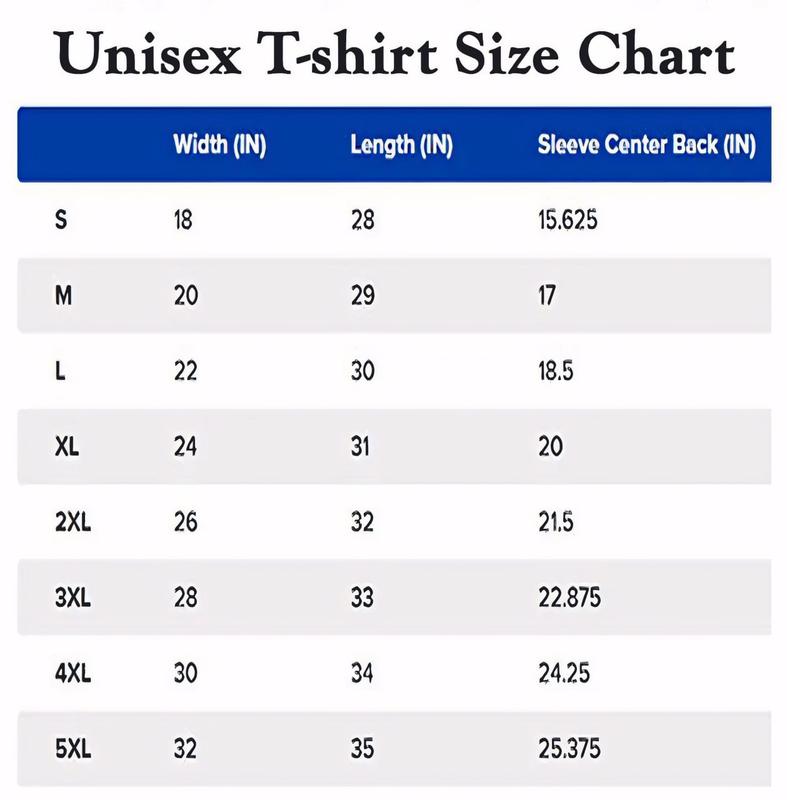 Unisex T-shirt Size Chart
Width (IN) Length (IN) Sleeve Center Back (IN)
S 18 28 15.625
M 20 29 17
L 22 30 18.5
XL 24 31 20
2XL 26 32 21.5
3XL 28 33 22.875
4XL 30 34 24.25
5XL 32 35 25.375